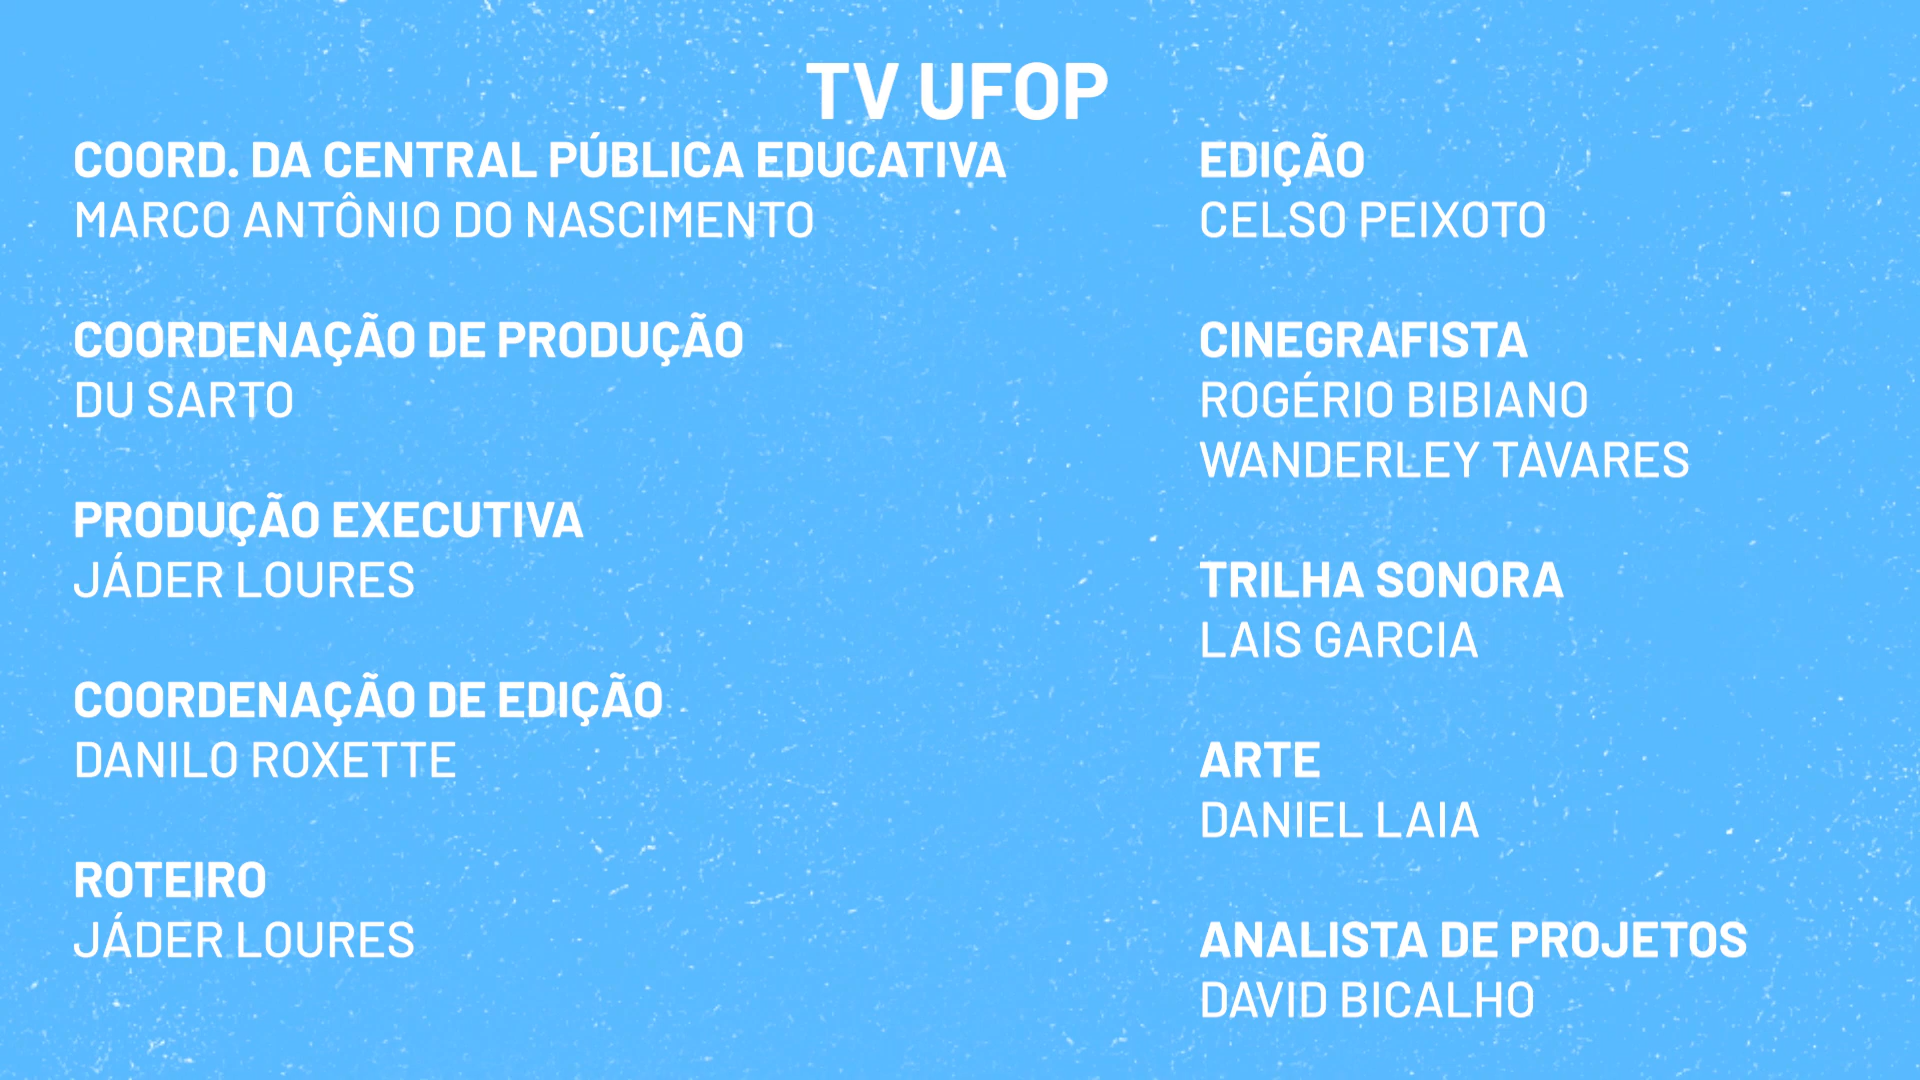 TV UFOP
COORD. DA CENTRAL PÚBLICA EDUCATIVA
MARCO ANTÔNIO DO NASCIMENTO
COORDENAÇÃO DE PRODUÇÃO
DU SARTO
PRODUÇÃO EXECUTIVA
JÁDER LOURES
COORDENAÇÃO DE EDIÇÃO
DANILO ROXETTE
ROTEIRO
JÁDER LOURES
EDIÇÃO
CELSO PEIXOTO
CINEGRAFISTA
ROGÉRIO BIBIANO
WANDERLEY TAVARES
TRILHA SONORA
LAIS GARCIA
ARTE
DANIEL LAIA
ANALISTA DE PROJETOS
DAVID BICALHO